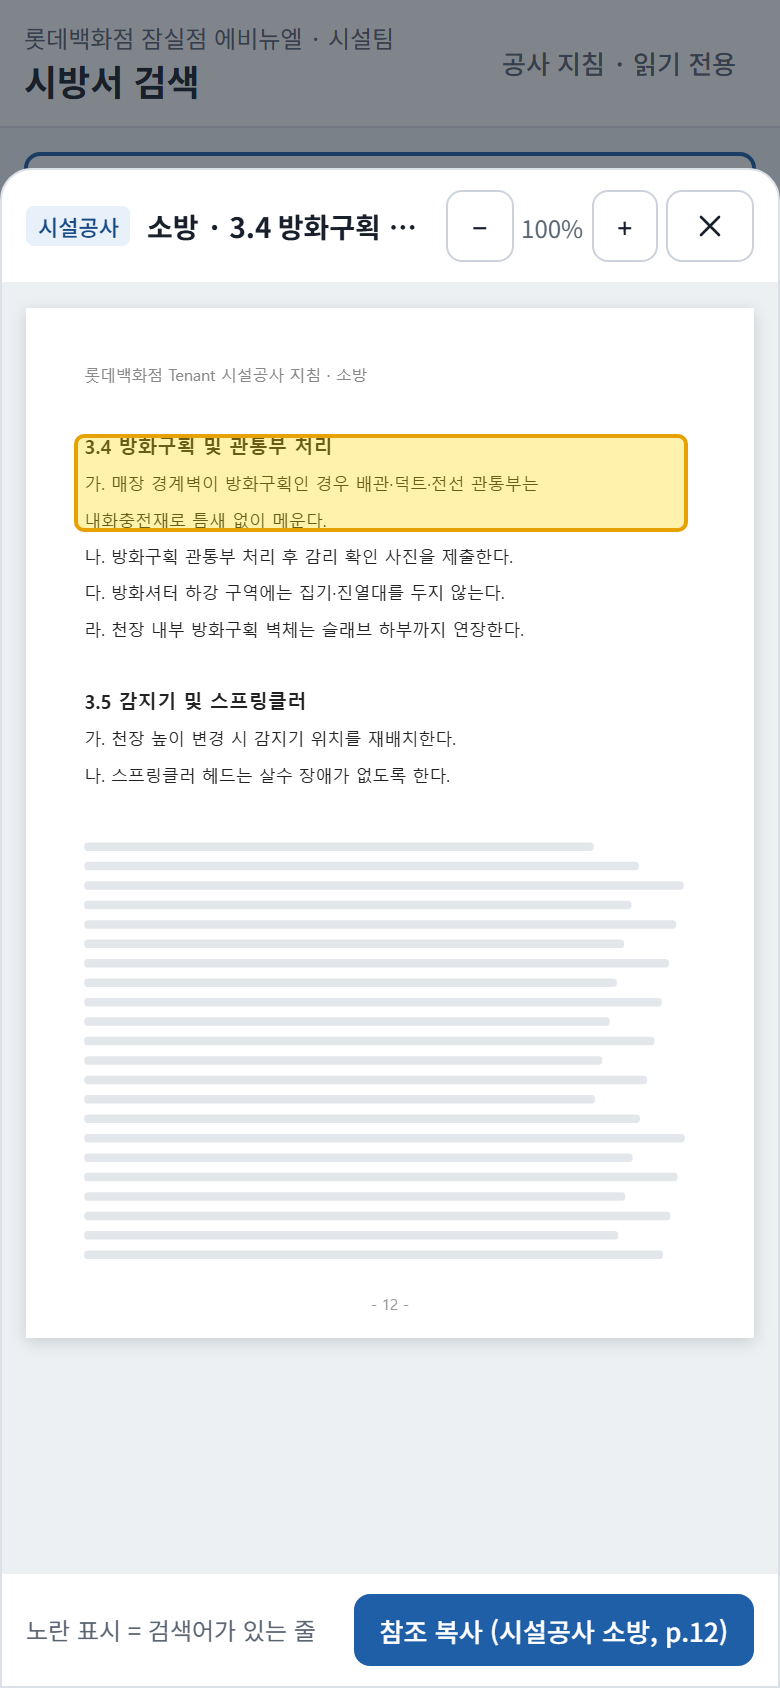 롯데백화점 잠실점 에비뉴엘 · 시설팀
시방서 검색
공사 지침 · 읽기 전용
시설공사
소방 · 3.4 방화구획 …
−
100%
+
롯데백화점 Tenant 시설공사 지침 · 소방
3.4 방화구획 및 관통부 처리
가. 매장 경계벽이 방화구획인 경우 배관·덕트·전선 관통부는
내화충전재로 틈새 없이 메운다.
나. 방화구획 관통부 처리 후 감리 확인 사진을 제출한다.
다. 방화셔터 하강 구역에는 집기·진열대를 두지 않는다.
라. 천장 내부 방화구획 벽체는 슬래브 하부까지 연장한다.
3.5 감지기 및 스프링클러
가. 천장 높이 변경 시 감지기 위치를 재배치한다.
나. 스프링클러 헤드는 살수 장애가 없도록 한다.
- 12 -
노란 표시 = 검색어가 있는 줄
참조 복사 (시설공사 소방, p.12)